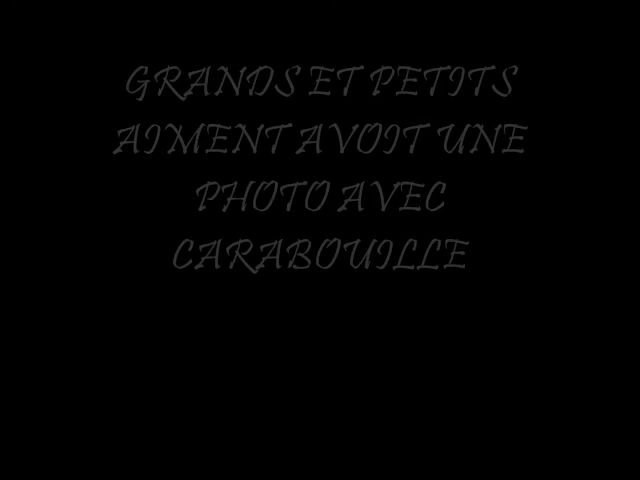 GRANDS ET PETITS
AIMENT AVOIT UNE
PHOTO AVEC
CARABOUILLE